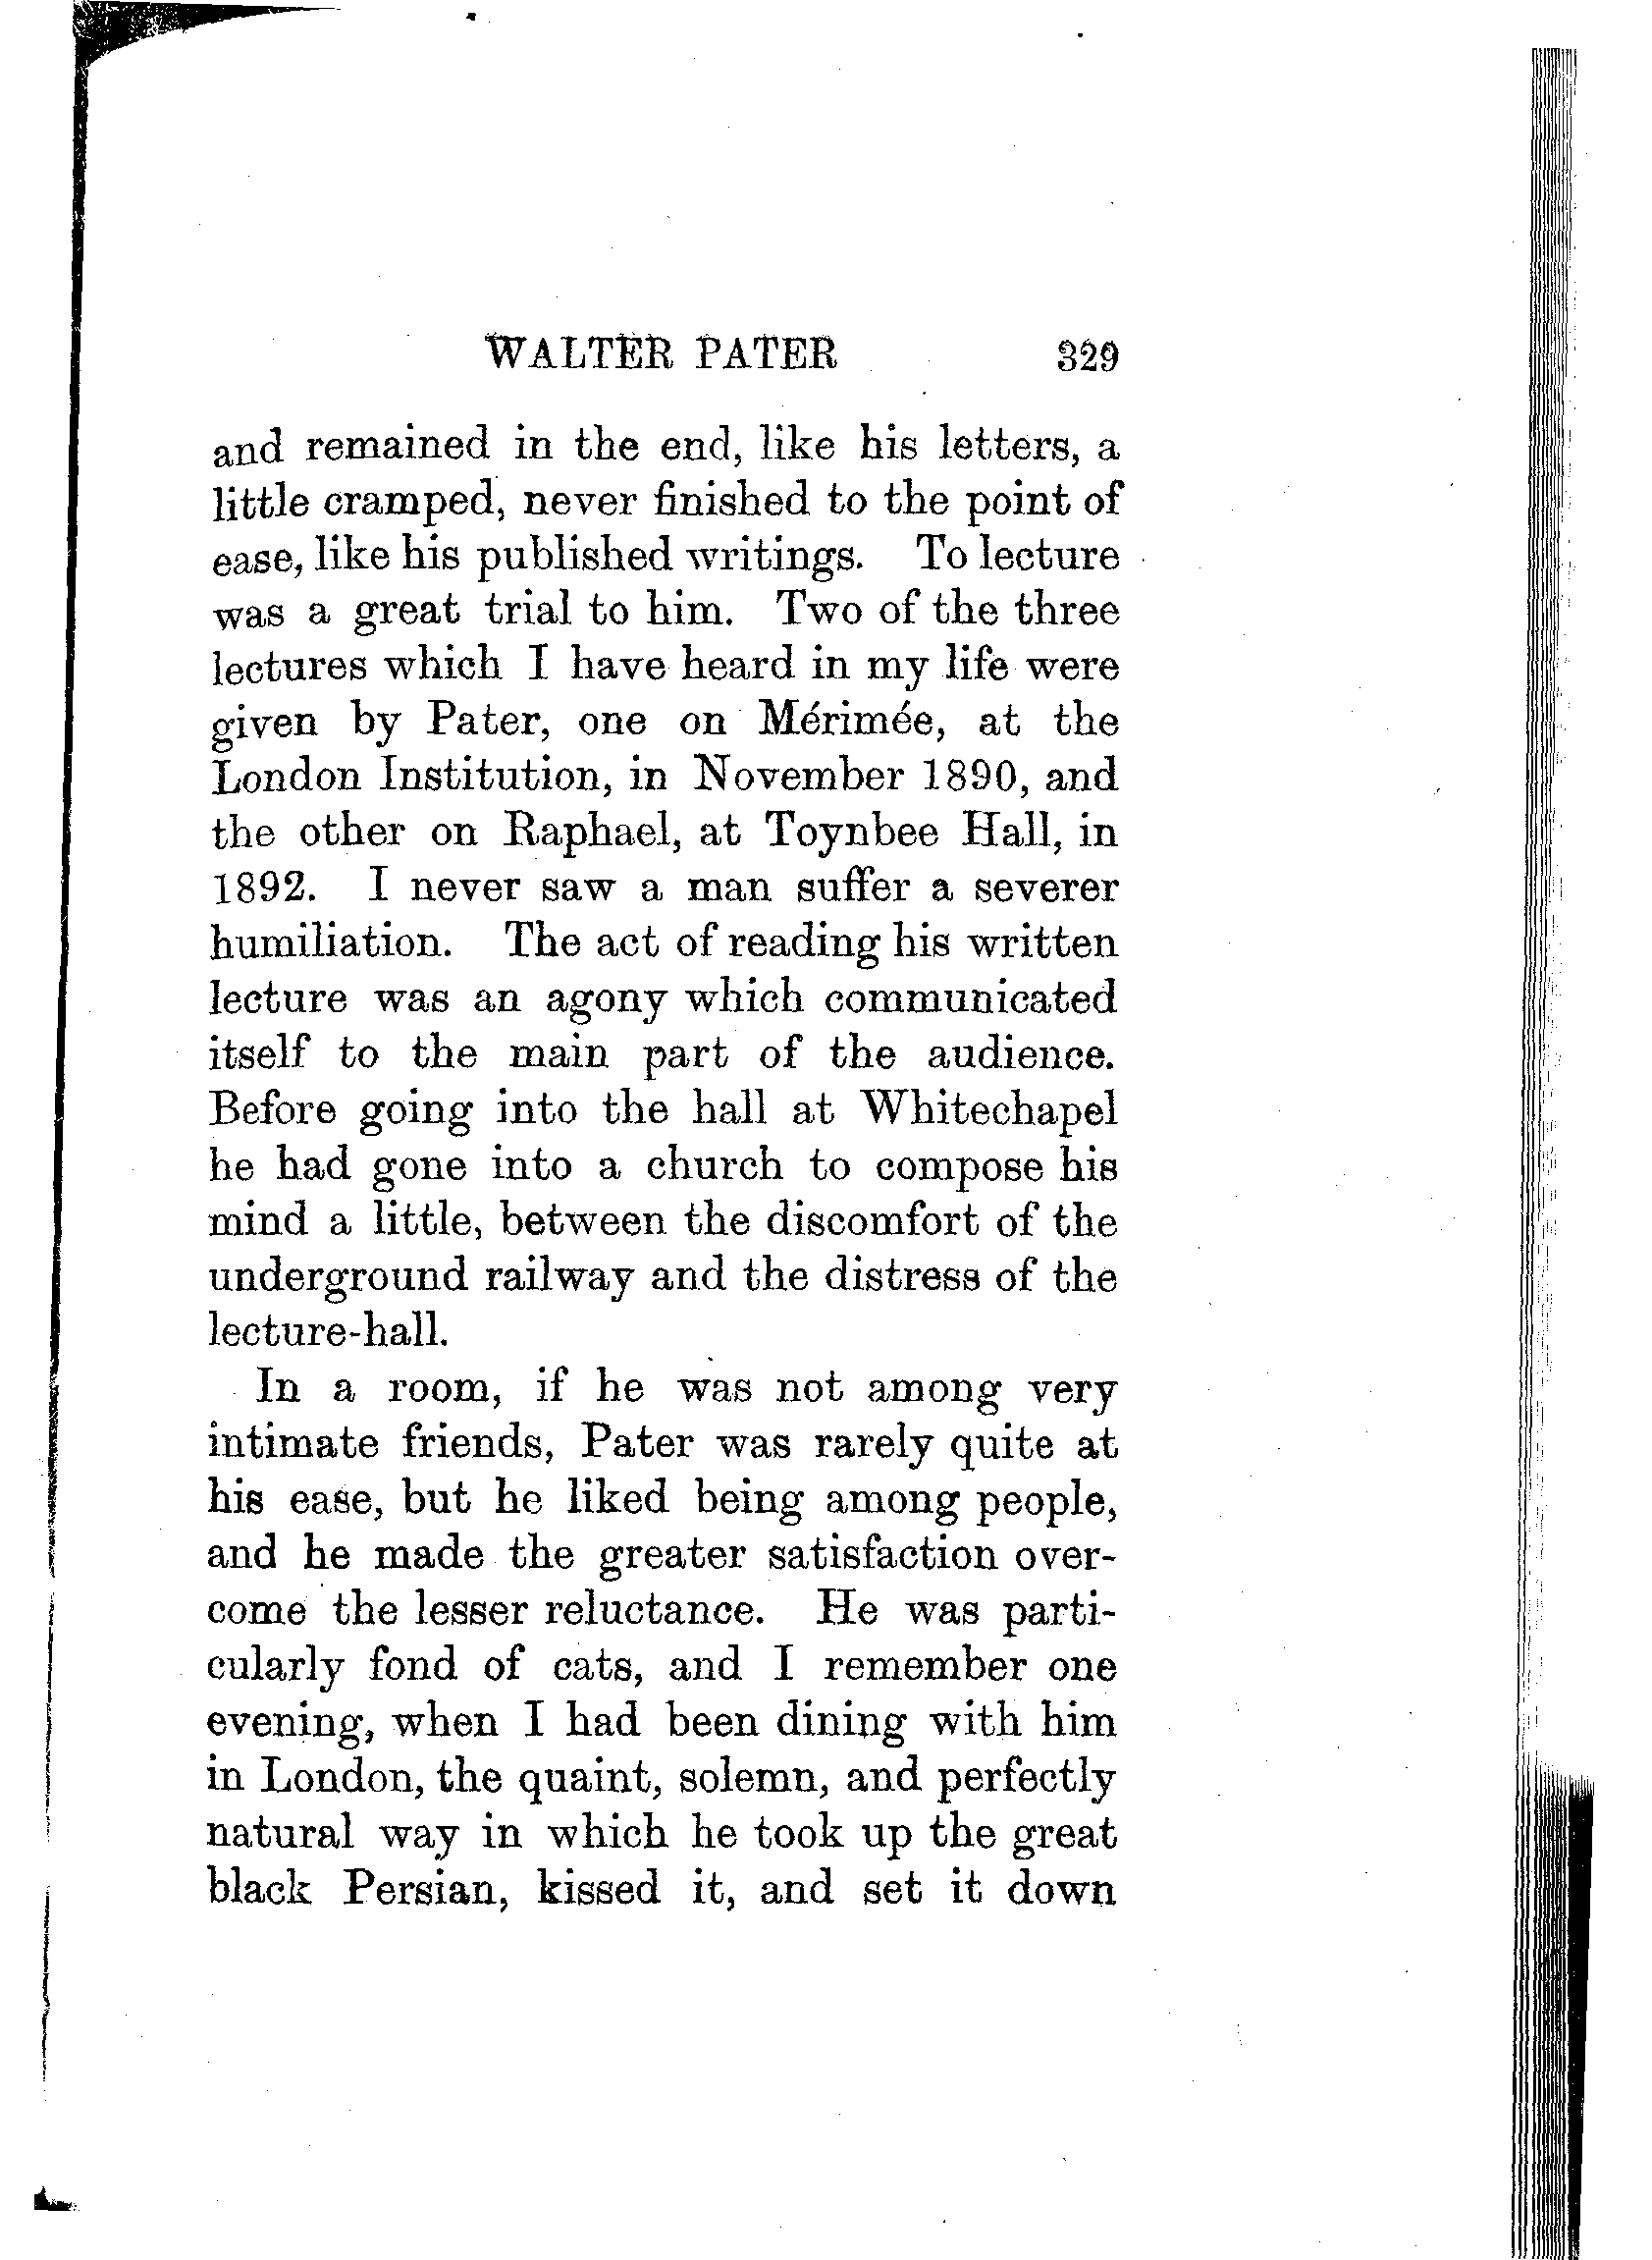 WALTER PATER 329
and remained in the end, like his letters, a
little cramped, never finished to the point of
ease, like his published writings. To lecture
was a great trial to him. Two of the three
lectures which I have heard in my life were
given by Pater, one on Mérimée, at the
London Institution, in November 1890, and
the other on Raphael, at Toynbee Hall, in
1892. I never saw a man suffer a severer
humiliation. The act of reading his written
lecture was an agony which communicated
itself to the main part of the audience.
Before going into the hall at Whitechapel
he had gone into a church to compose his
mind a little, between the discomfort of the
underground railway and the distress of the
lecture-hall.
In a room, if he was not among very
intimate friends, Pater was rarely quite at
his ease, but he liked being among people,
and he made the greater satisfaction over-
come the lesser reluctance. He was parti-
cularly fond of cats, and I remember one
evening, when I had been dining with him
in London, the quaint, solemn, and perfectly
natural way in which he took up the great
black Persian, kissed it, and set it down